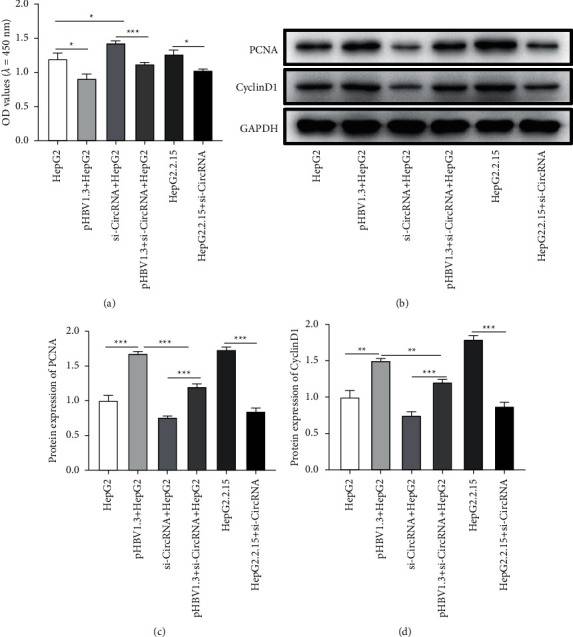 OD values (λ = 450 nm)
2.0
1.5
1.0
0.5
0.0
*
*
***
*
HepG2
pHBV1.3+HepG2
si-CircRNA+HepG2
pHBV1.3+si-CircRNA+HepG2
HepG2.2.15
HepG2.2.15+si-CircRNA
(a)
PCNA
CyclinD1
GAPDH
HepG2
pHBV1.3+HepG2
si-CircRNA+HepG2
pHBV1.3+si-CircRNA+HepG2
HepG2.2.15
HepG2.2.15+si-CircRNA
(b)
Protein expression of PCNA
2.0
1.5
1.0
0.5
0.0
***
***
***
***
HepG2
pHBV1.3+HepG2
si-CircRNA+HepG2
pHBV1.3+si-CircRNA+HepG2
HepG2.2.15
HepG2.2.15+si-CircRNA
(c)
Protein expression of CyclinD1
2.0
1.5
1.0
0.5
0.0
**
**
***
***
HepG2
pHBV1.3+HepG2
si-CircRNA+HepG2
pHBV1.3+si-CircRNA+HepG2
HepG2.2.15
HepG2.2.15+si-CircRNA
(d)